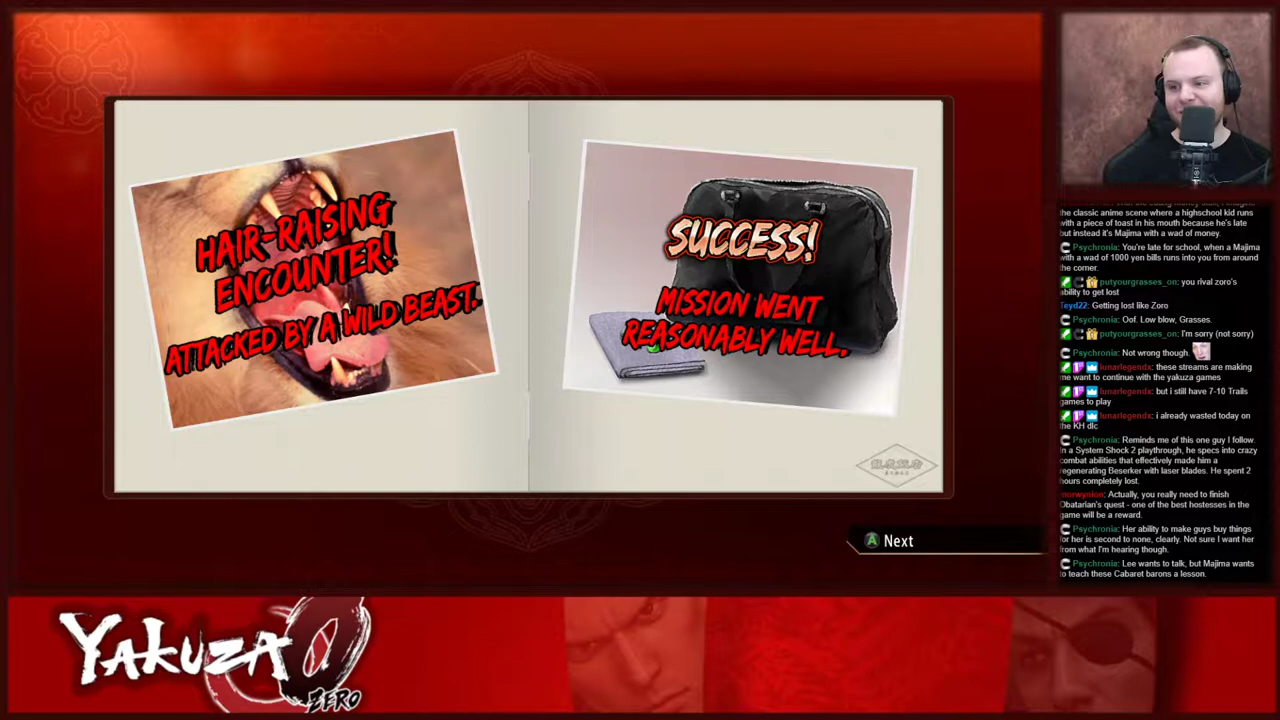 HAIR-RAISING
ENCOUNTER!
ATTACKED BY A WILD BEAST.
SUCCESS!
MISSION WENT
REASONABLY WELL.
Next
YAKUZA 0
ZERO
classic anime scene where a highschool kid runs
with a piece of toast in his mouth because he's late
but instead it's Majima with a wad of money.
Psychronia: You're late for school, when a Majima
with a wad of 1000 yen bills runs into you from around
the corner.
putyourgrasses_on: you rival zoro's
ability to get lost
Teyd22: Getting lost like Zoro
Psychronia: Oof. Low blow, Grasses.
putyourgrasses_on: I'm sorry (not sorry)
Psychronia: Not wrong though.
lunarlegendx: these streams are making
me want to continue with the yakuza games
lunarlegendx: but i still have 7-10 Trails
games to play
lunarlegendx: i already wasted today on
the KH dlc
Psychronia: Reminds me of this one guy I follow.
In a System Shock 2 playthrough, he specs into crazy
combat abilities that effectively made him a
regenerating Beserker with laser blades. He spent 2
hours completely lost.
norwynion: Actually, you really need to finish
Obatarian's quest - one of the best hostesses in the
game will be a reward.
Psychronia: Her ability to make guys buy things
for her is second to none, clearly. Not sure I want her
from what I'm hearing though.
Psychronia: Lee wants to talk, but Majima wants
to teach these Cabaret barons a lesson.